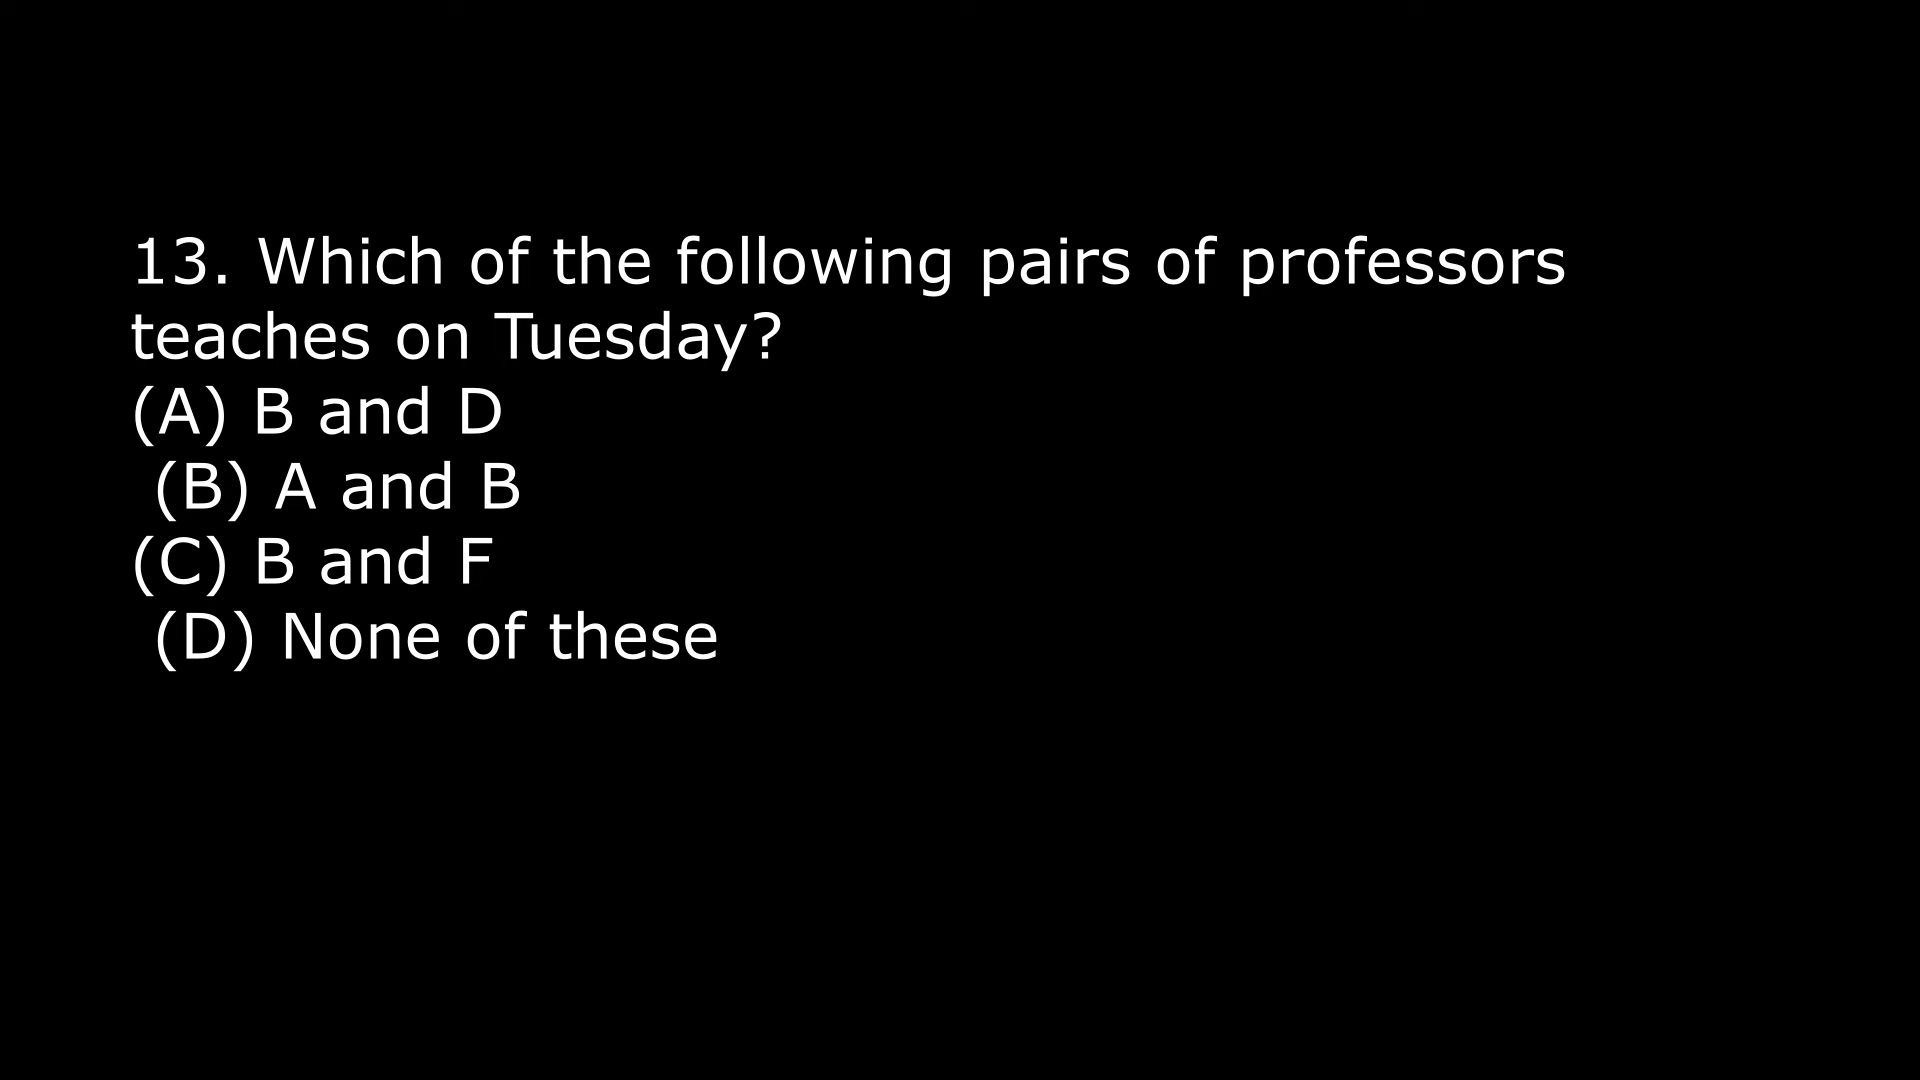 13. Which of the following pairs of professors
teaches on Tuesday?
(A) B and D
(B) A and B
(C) B and F
(D) None of these